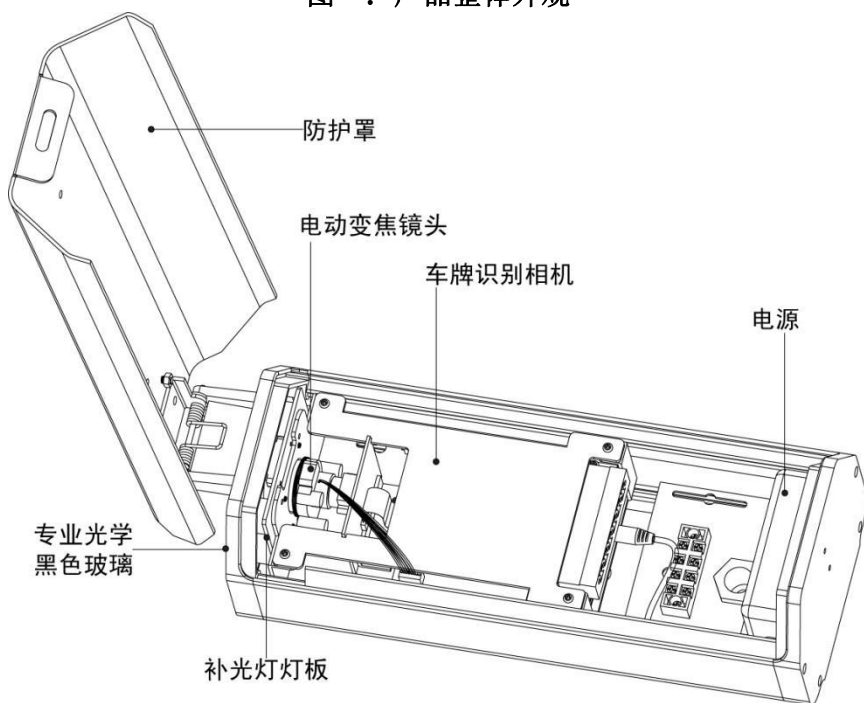 防护罩
电动变焦镜头
车牌识别相机
电源
专业光学
黑色玻璃
补光灯灯板